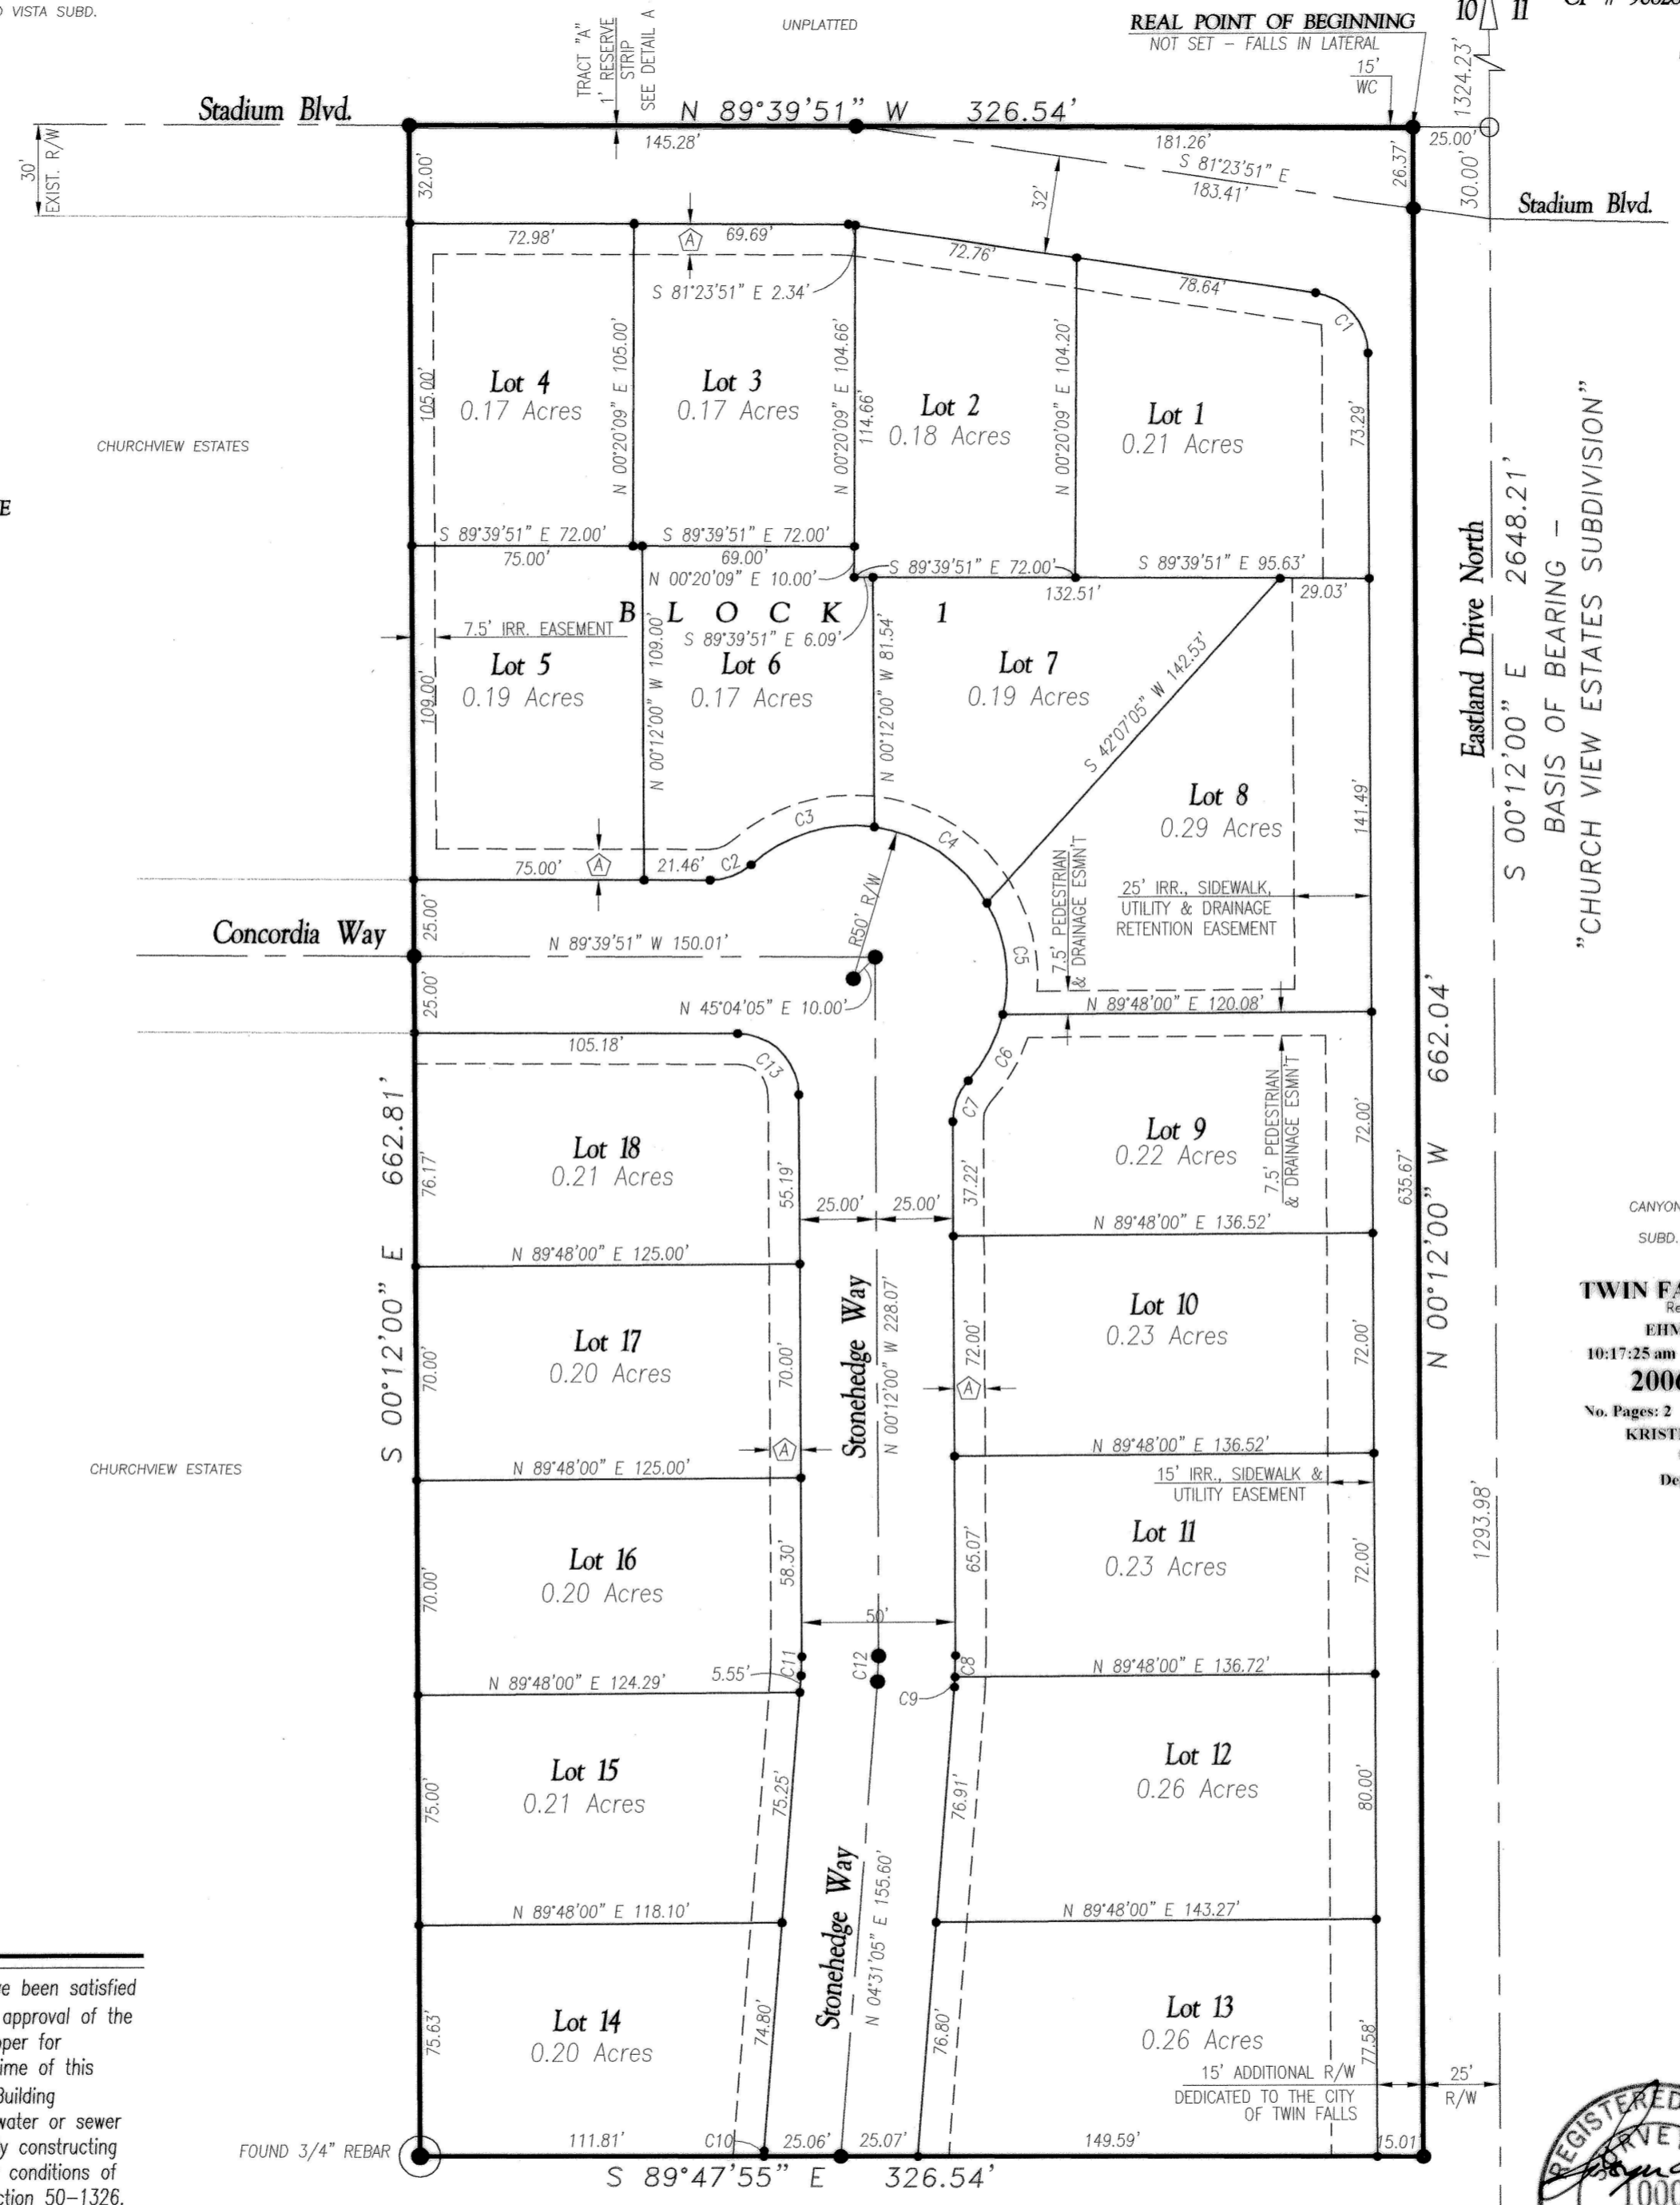 VISTA SUBD.
UNPLATTED
TRACT "A"
1' RESERVE
STRIP
SEE DETAIL A
REAL POINT OF BEGINNING
NOT SET – FALLS IN LATERAL
15'
WC
10 11
1324.23'
Stadium Blvd.
N 89°39'51" W 326.54'
145.28'
181.26'
25.00'
30'
EXIST. R/W
32.00'
S 81°23'51" E
183.41'
32'
26.37'
30.00'
Stadium Blvd.
72.98'
A
69.69'
72.76'
78.64'
S 81°23'51" E 2.34'
C1
105.00'
N 00°20'09" E 105.00'
N 00°20'09" E 104.66'
114.66'
N 00°20'09" E 104.20'
73.29'
Lot 4
0.17 Acres
Lot 3
0.17 Acres
Lot 2
0.18 Acres
Lot 1
0.21 Acres
CHURCHVIEW ESTATES
E
S 89°39'51" E 72.00'
75.00'
S 89°39'51" E 72.00'
69.00'
N 00°20'09" E 10.00'
S 89°39'51" E 72.00'
132.51'
S 89°39'51" E 95.63'
29.03'
BLOCK 1
S 89°39'51" E 6.09'
7.5' IRR. EASEMENT
Lot 5
0.19 Acres
Lot 6
0.17 Acres
Lot 7
0.19 Acres
109.00'
N 00°12'00" W 109.00'
N 00°12'00" W 81.54'
S 42°07'05" W 142.53'
Lot 8
0.29 Acres
141.49'
Eastland Drive North
S 00°12'00" E 2648.21'
BASIS OF BEARING –
"CHURCH VIEW ESTATES SUBDIVISION"
C3
C4
C2
75.00'
A
21.46'
R50' R/W
7.5' PEDESTRIAN
& DRAINAGE ESMN'T
25' IRR., SIDEWALK,
UTILITY & DRAINAGE
RETENTION EASEMENT
Concordia Way
25.00'
N 89°39'51" W 150.01'
C5
25.00'
N 45°04'05" E 10.00'
N 89°48'00" E 120.08'
105.18'
C13
C6
C7
7.5' PEDESTRIAN
& DRAINAGE ESMN'T
S 00°12'00" E 662.81'
N 00°12'00" W 662.04'
635.67'
Lot 18
0.21 Acres
76.17'
55.19'
25.00'
25.00'
37.22'
Lot 9
0.22 Acres
72.00'
N 89°48'00" E 125.00'
N 89°48'00" E 136.52'
Lot 17
0.20 Acres
70.00'
70.00'
Stonehedge Way
N 00°12'00" W 228.07'
72.00'
A
A
Lot 10
0.23 Acres
72.00'
CANYON
SUBD.
10:17:25 am
No. Pages: 2
CHURCHVIEW ESTATES
N 89°48'00" E 125.00'
N 89°48'00" E 136.52'
15' IRR., SIDEWALK &
UTILITY EASEMENT
Lot 16
0.20 Acres
70.00'
58.30'
65.07'
Lot 11
0.23 Acres
72.00'
1293.98'
50'
C11
C12
C8
N 89°48'00" E 124.29'
5.55'
C9
N 89°48'00" E 136.72'
Lot 15
0.21 Acres
75.00'
75.25'
76.91'
Lot 12
0.26 Acres
80.00'
N 89°48'00" E 118.10'
N 89°48'00" E 143.27'
Stonehedge Way
N 04°31'05" E 155.60'
Lot 14
0.20 Acres
75.63'
74.80'
76.80'
Lot 13
0.26 Acres
77.58'
15' ADDITIONAL R/W
DEDICATED TO THE CITY
OF TWIN FALLS
25'
R/W
FOUND 3/4" REBAR
111.81'
C10
25.06'
25.07'
149.59'
15.01'
S 89°47'55" E 326.54'
been satisfied
approval of the
for
of this
Building
water or sewer
constructing
conditions of
50–1326.
REGISTERED